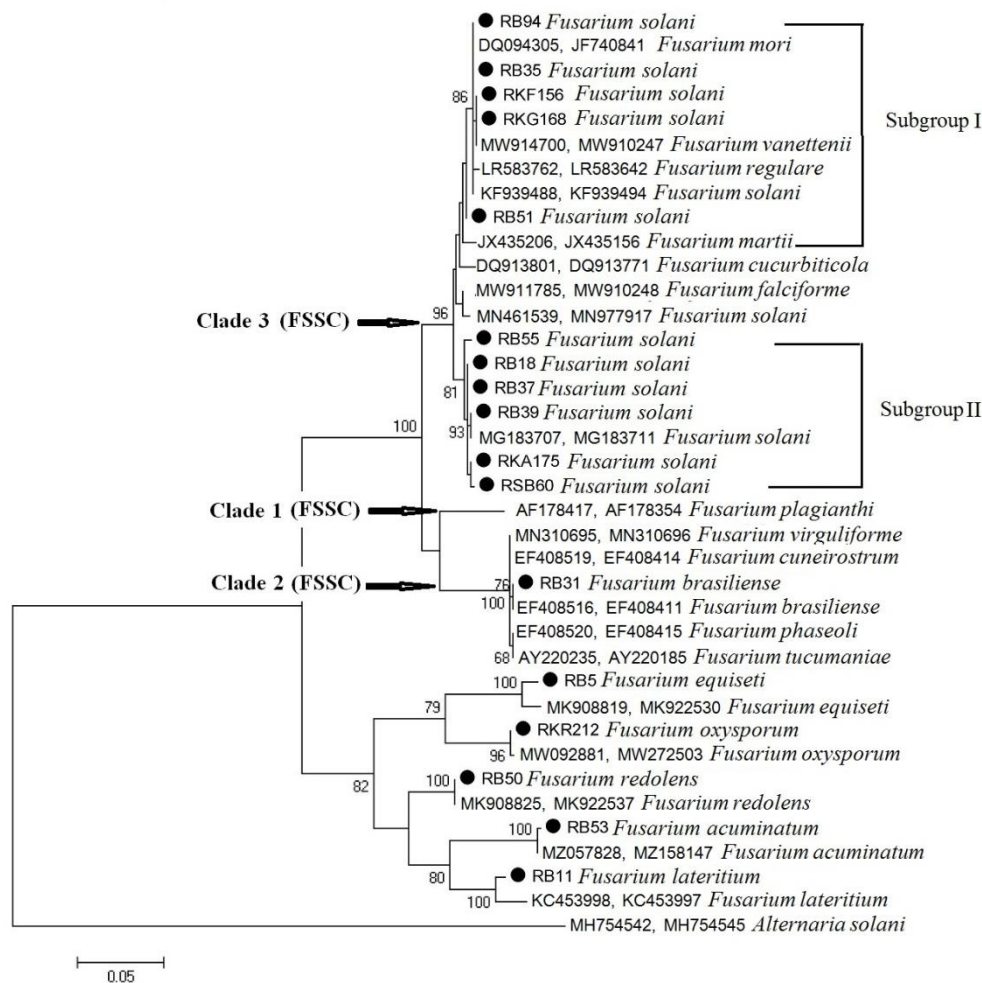 RB94 Fusarium solani
DQ094305, JF740841 Fusarium mori
RB35 Fusarium solani
86
RKF156 Fusarium solani
RKG168 Fusarium solani
Subgroup I
MW914700, MW910247 Fusarium vanettenii
LR583762, LR583642 Fusarium regulare
KF939488, KF939494 Fusarium solani
RB51 Fusarium solani
JX435206, JX435156 Fusarium martii
DQ913801, DQ913771 Fusarium cucurbiticola
MW911785, MW910248 Fusarium falciforme
96
Clade 3 (FSSC)
MN461539, MN977917 Fusarium solani
RB55 Fusarium solani
RB18 Fusarium solani
81
RB37 Fusarium solani
RB39 Fusarium solani
Subgroup II
100
93
MG183707, MG183711 Fusarium solani
RKA175 Fusarium solani
RSB60 Fusarium solani
Clade 1 (FSSC)
AF178417, AF178354 Fusarium plagianthi
MN310695, MN310696 Fusarium virguliforme
EF408519, EF408414 Fusarium cuneirostrum
Clade 2 (FSSC)
76
RB31 Fusarium brasiliense
100
EF408516, EF408411 Fusarium brasiliense
EF408520, EF408415 Fusarium phaseoli
68
AY220235, AY220185 Fusarium tucumaniae
100
RB5 Fusarium equiseti
79
MK908819, MK922530 Fusarium equiseti
RKR212 Fusarium oxysporum
96
MW092881, MW272503 Fusarium oxysporum
82
100
RB50 Fusarium redolens
MK908825, MK922537 Fusarium redolens
100
RB53 Fusarium acuminatum
MZ057828, MZ158147 Fusarium acuminatum
80
RB11 Fusarium lateritium
100
KC453998, KC453997 Fusarium lateritium
MH754542, MH754545 Alternaria solani
0.05